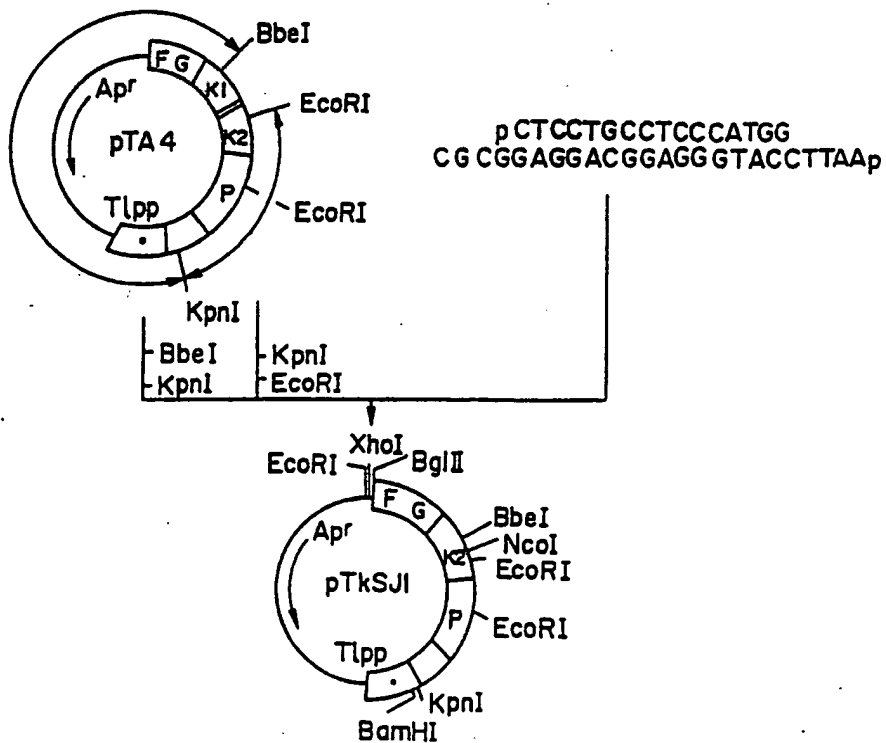 BbeI
F G
K1
Apr
EcoRI
pTA4
K2
pCTCCTGCCTCCCATGG
CGCGGAGGACGGAGGGTACCTTAAp
P
EcoRI
Tlpp
KpnI
BbeI
KpnI
KpnI
EcoRI
XhoI
EcoRI
BglII
F G
BbeI
Apr
NcoI
K2
EcoRI
pTkSJ1
P
EcoRI
Tlpp
KpnI
BamHI